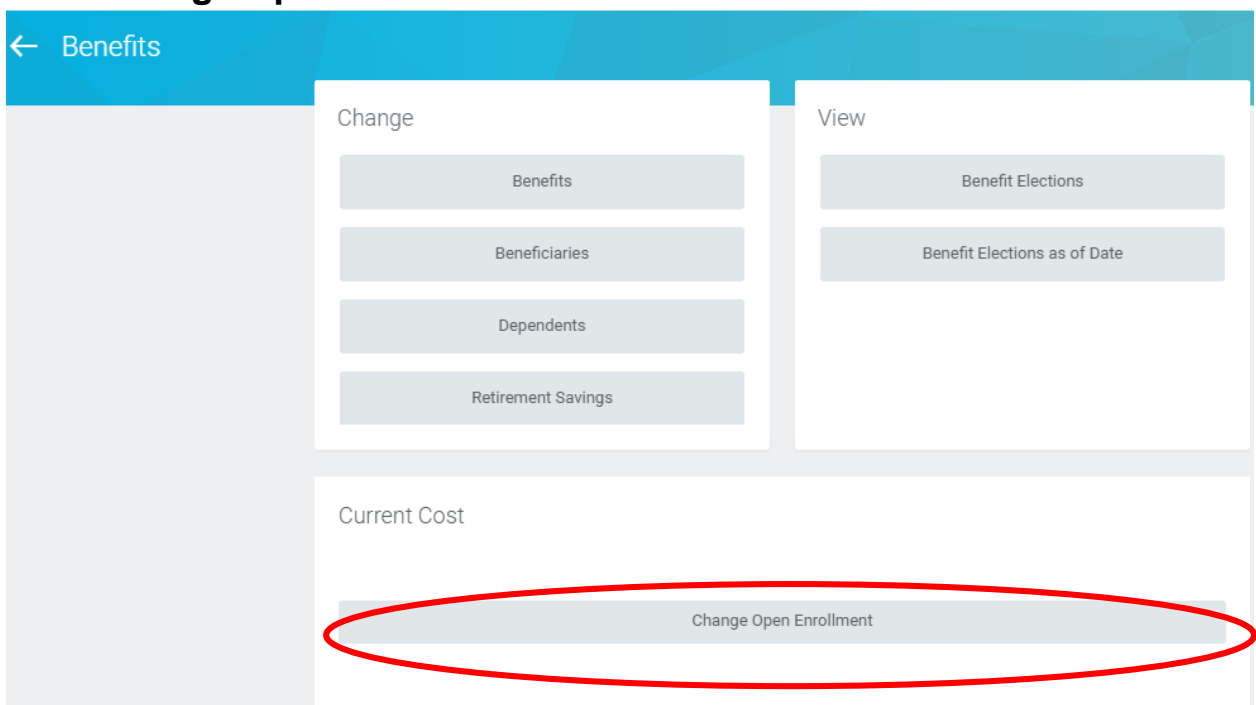 Benefits
Change
Benefits
Beneficiaries
Dependents
Retirement Savings
View
Benefit Elections
Benefit Elections as of Date
Current Cost
Change Open Enrollment